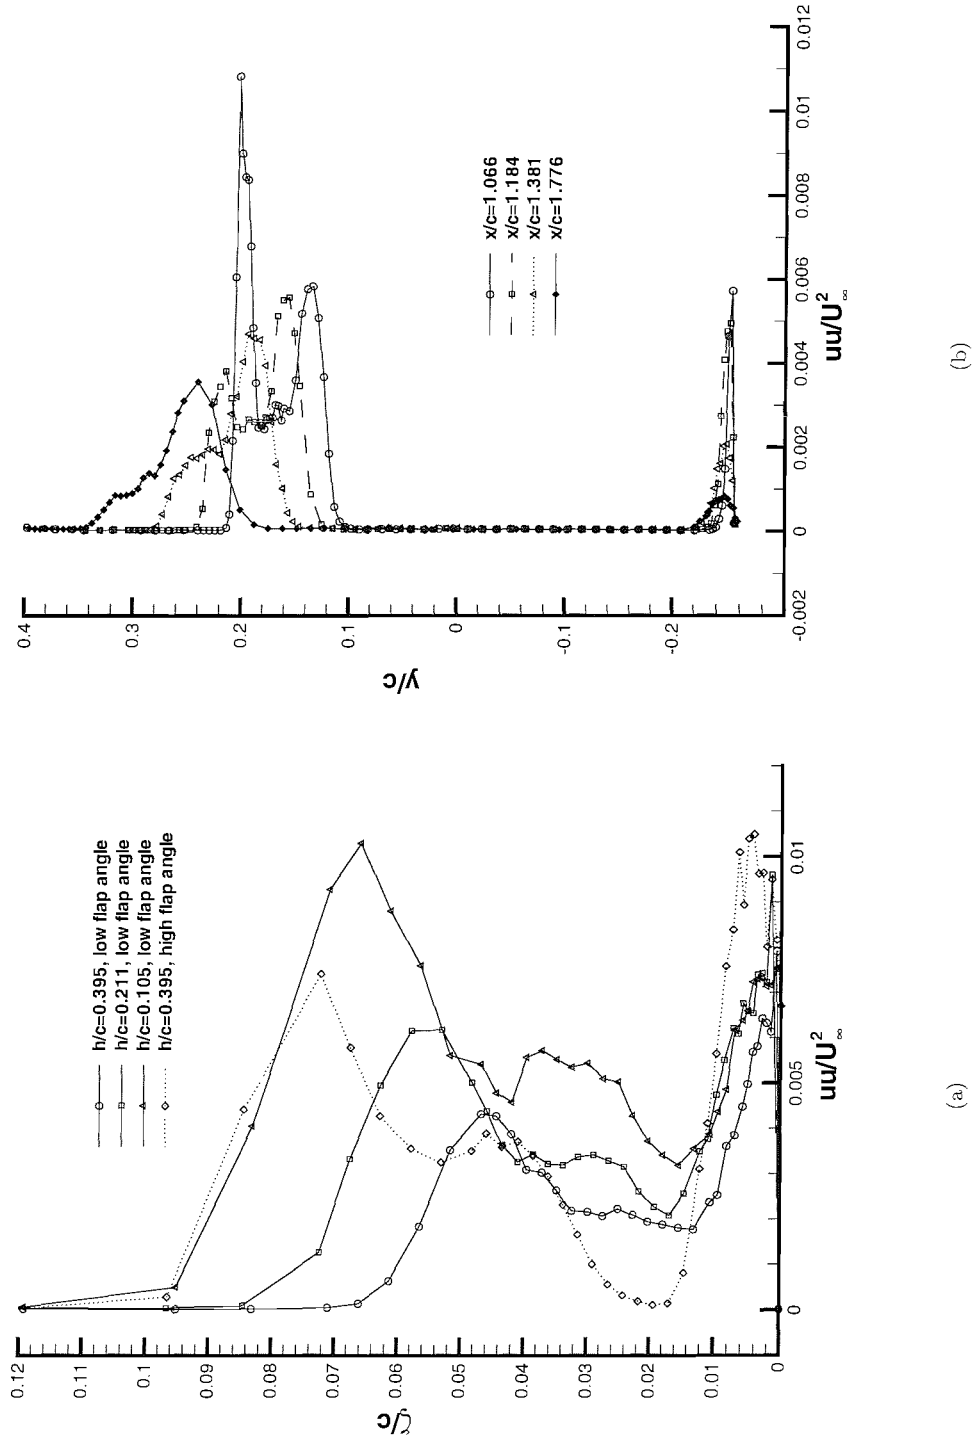 h/c=0.395, low flap angle
h/c=0.211, low flap angle
h/c=0.105, low flap angle
h/c=0.395, high flap angle
ζ/c
0.12
0.11
0.1
0.09
0.08
0.07
0.06
0.05
0.04
0.03
0.02
0.01
0
0
0.005
0.01
uu/U²∞
(a)
x/c=1.066
x/c=1.184
x/c=1.381
x/c=1.776
y/c
0.4
0.3
0.2
0.1
0
-0.1
-0.2
-0.002
0
0.002
0.004
0.006
0.008
0.01
0.012
uu/U²∞
(b)